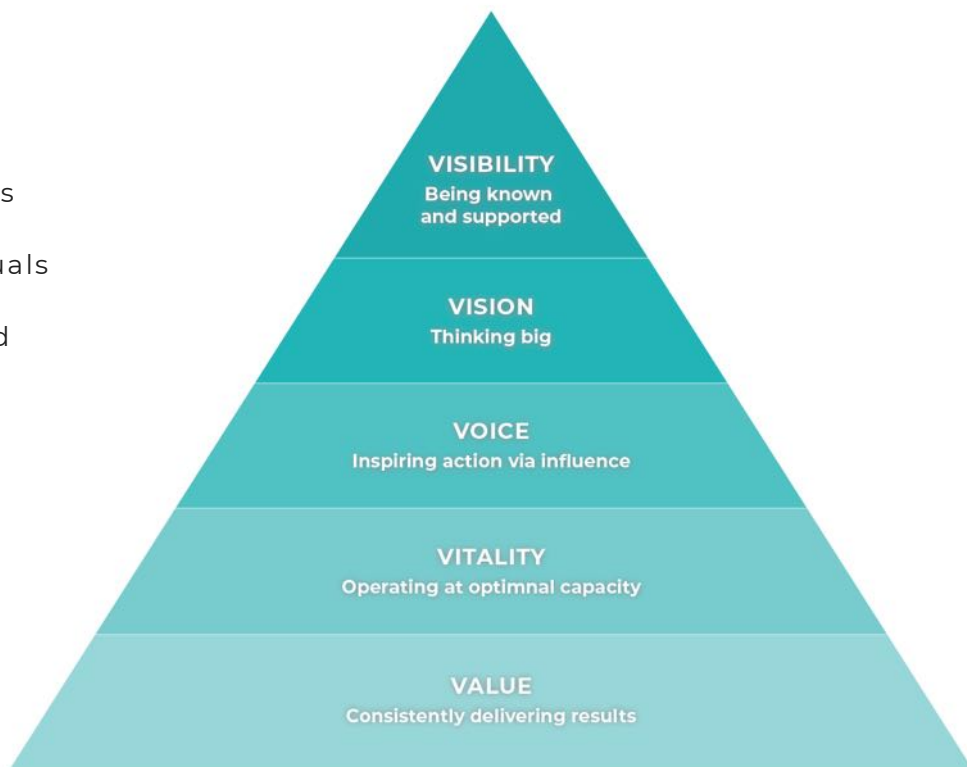 s
uals
d
VISIBILITY
Being known
and supported
VISION
Thinking big
VOICE
Inspiring action via influence
VITALITY
Operating at optimnal capacity
VALUE
Consistently delivering results